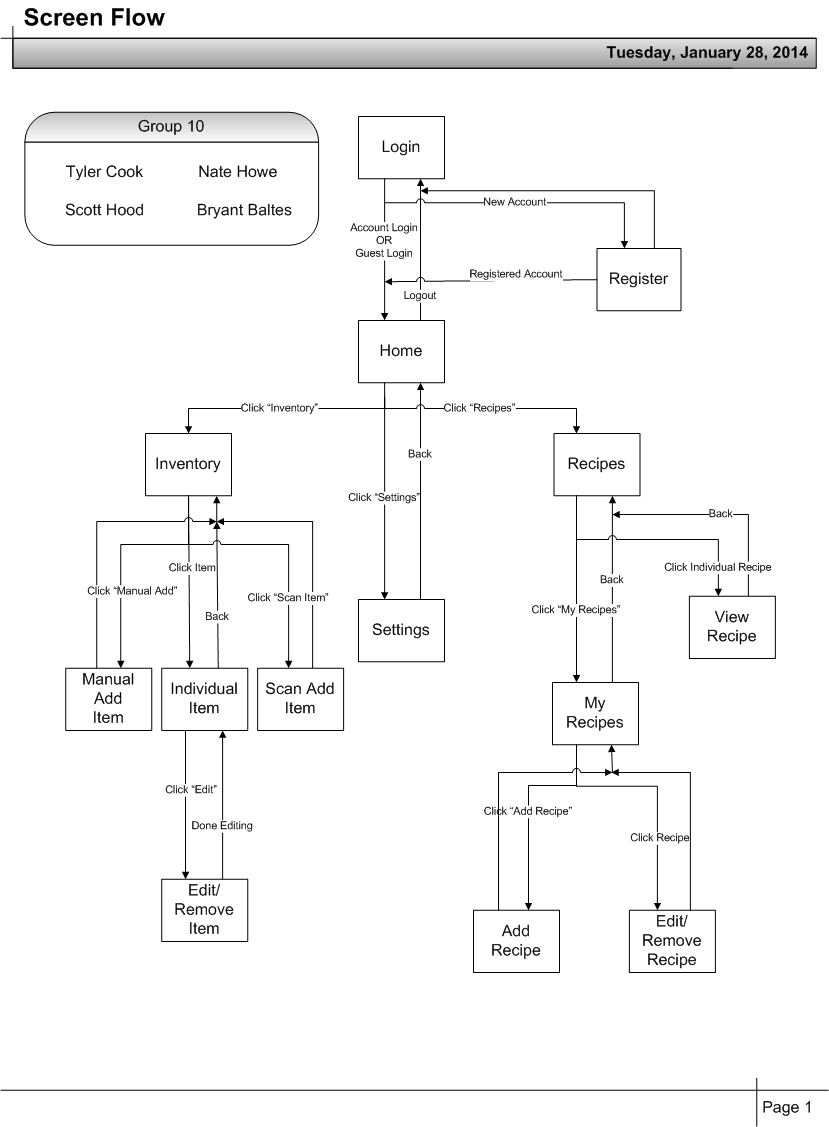 Screen Flow
Tuesday, January 28, 2014
Group 10
Tyler Cook Nate Howe
Scott Hood Bryant Baltes
Login
New Account
Account Login
OR
Guest Login
Registered Account
Register
Logout
Home
Click “Inventory”
Click “Recipes”
Inventory
Back
Recipes
Click “Settings”
Back
Click Item
Click Individual Recipe
Click “Manual Add”
Click “Scan Item”
Back
Click “My Recipes”
Back
View
Recipe
Settings
Manual
Add
Item
Individual
Item
Scan Add
Item
My
Recipes
Click “Edit”
Done Editing
Click “Add Recipe”
Click Recipe
Edit/
Remove
Item
Add
Recipe
Edit/
Remove
Recipe
Page 1